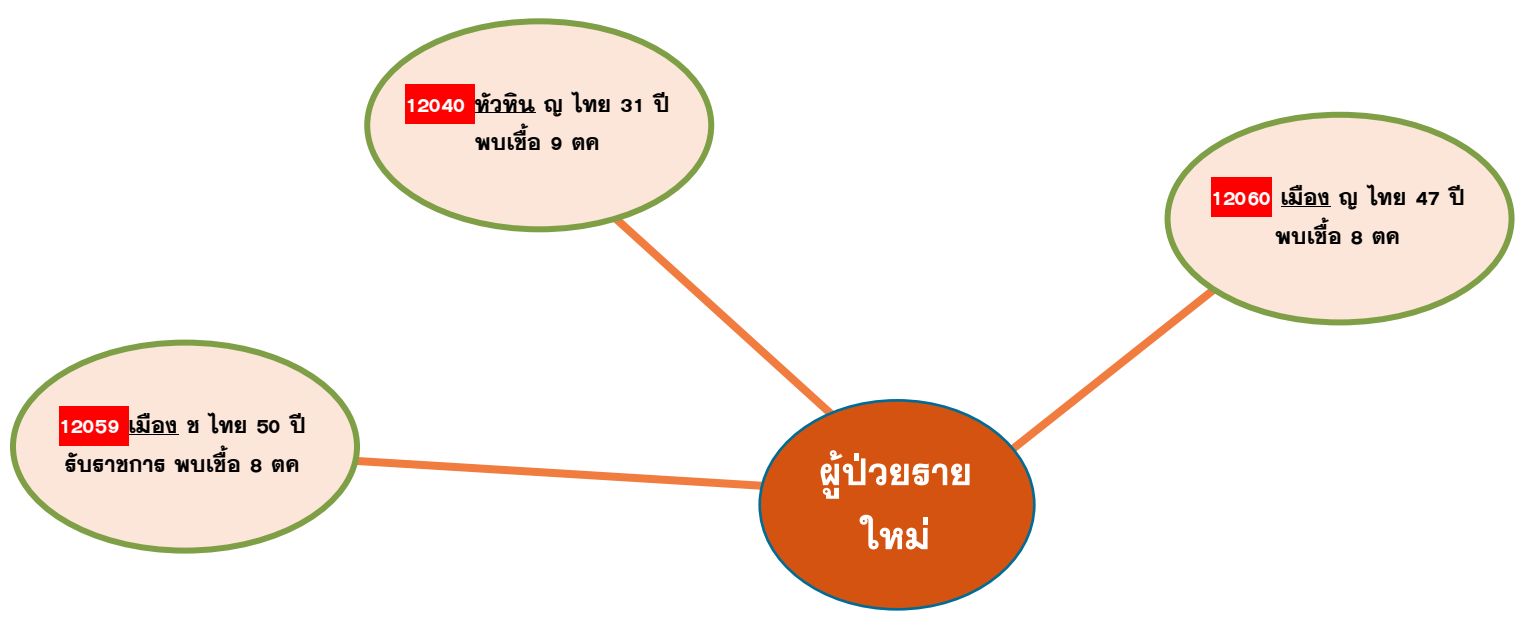 12040 หัวหิน ญ ไทย 31 ปี
พบเชื้อ 9 ตค
12060 เมือง ญ ไทย 47 ปี
พบเชื้อ 8 ตค
12059 เมือง ช ไทย 50 ปี
รับราชการ พบเชื้อ 8 ตค
ผู้ป่วยราย
ใหม่